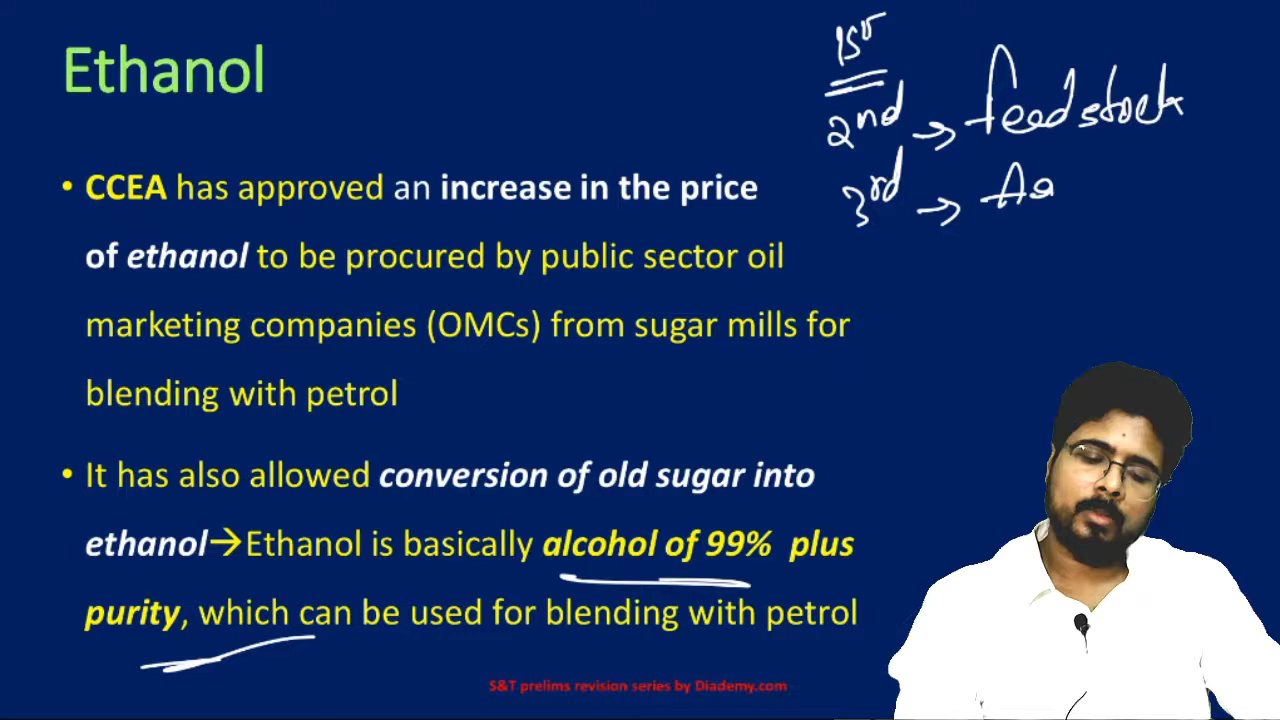 Ethanol
1st
2nd → feedstock
3rd →
• CCEA has approved an increase in the price
of ethanol to be procured by public sector oil
marketing companies (OMCs) from sugar mills for
blending with petrol
• It has also allowed conversion of old sugar into
ethanol→Ethanol is basically alcohol of 99% plus
purity, which can be used for blending with petrol
S&T prelims revision series by Diademy.com